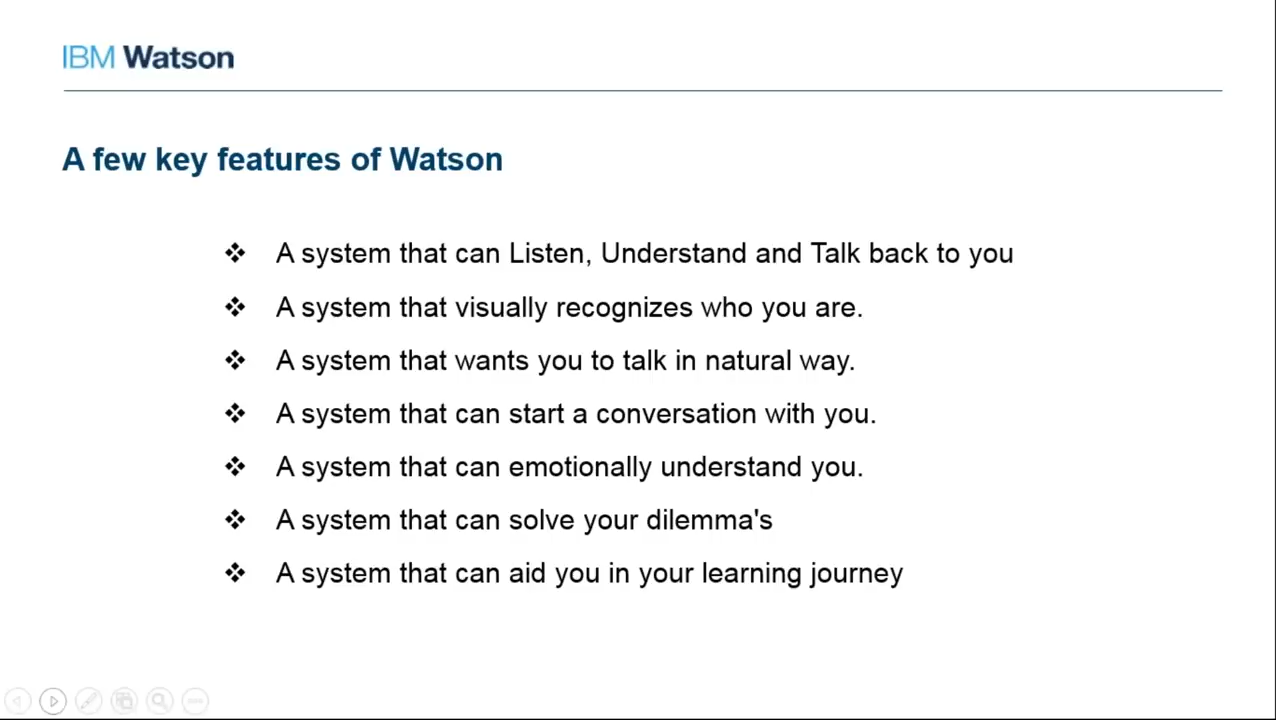 IBM Watson
A few key features of Watson
❖ A system that can Listen, Understand and Talk back to you
❖ A system that visually recognizes who you are.
❖ A system that wants you to talk in natural way.
❖ A system that can start a conversation with you.
❖ A system that can emotionally understand you.
❖ A system that can solve your dilemma's
❖ A system that can aid you in your learning journey